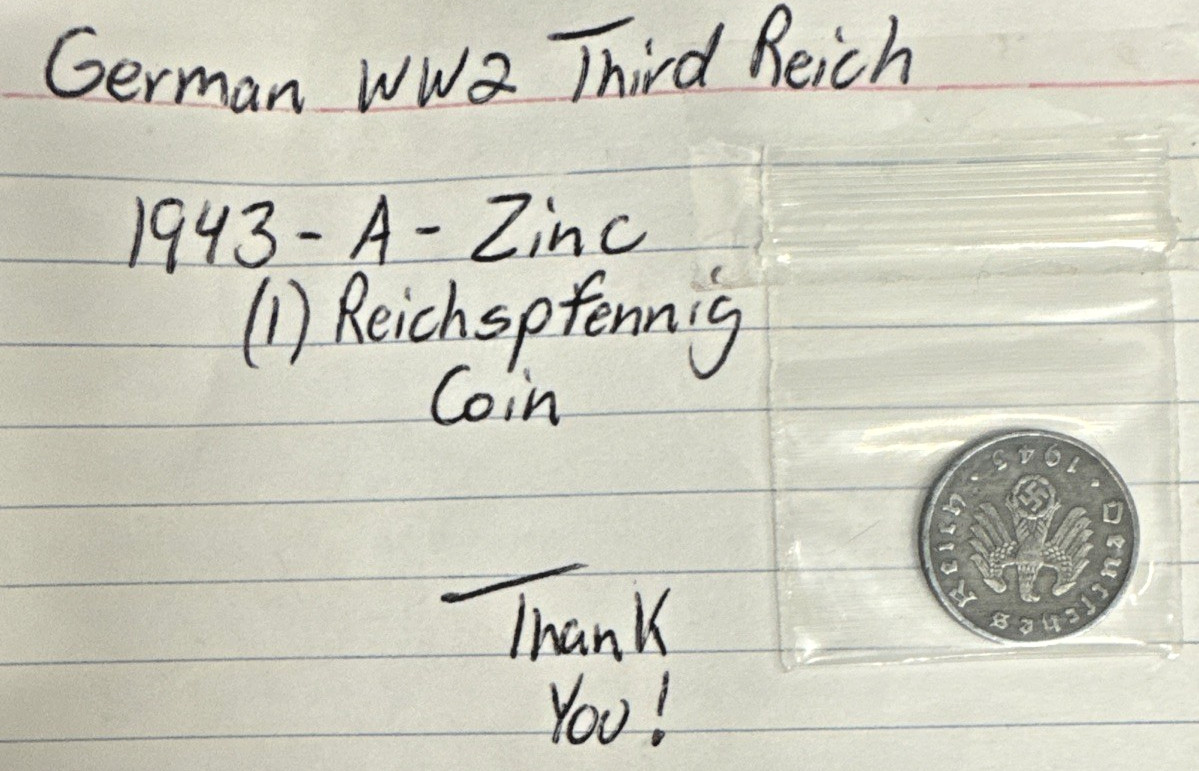 German WW2 Third Reich
1943 - A - Zinc
(1) Reichspfennig
Coin
Deutsches Reich
· 1943 ·
Thank
You!